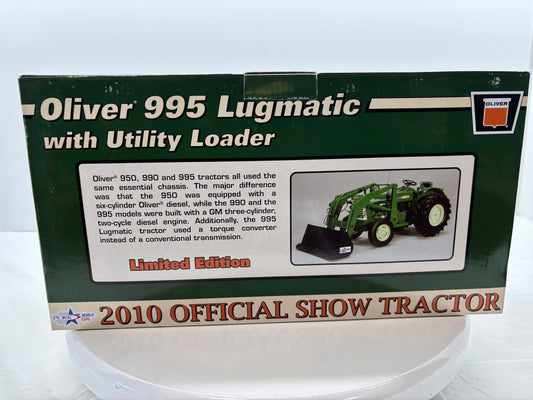 Oliver® 995 Lugmatic
with Utility Loader
OLIVER
Oliver® 950, 990 and 995 tractors all used the
same essential chassis. The major difference
was that the 950 was equipped with a
six-cylinder Oliver® diesel, while the 990 and the
995 models were built with a GM three-cylinder,
two-cycle diesel engine. Additionally, the 995
Lugmatic tractor used a torque converter
instead of a conventional transmission.
Limited Edition
PORK
WORLD
EXPO
2010 OFFICIAL SHOW TRACTOR